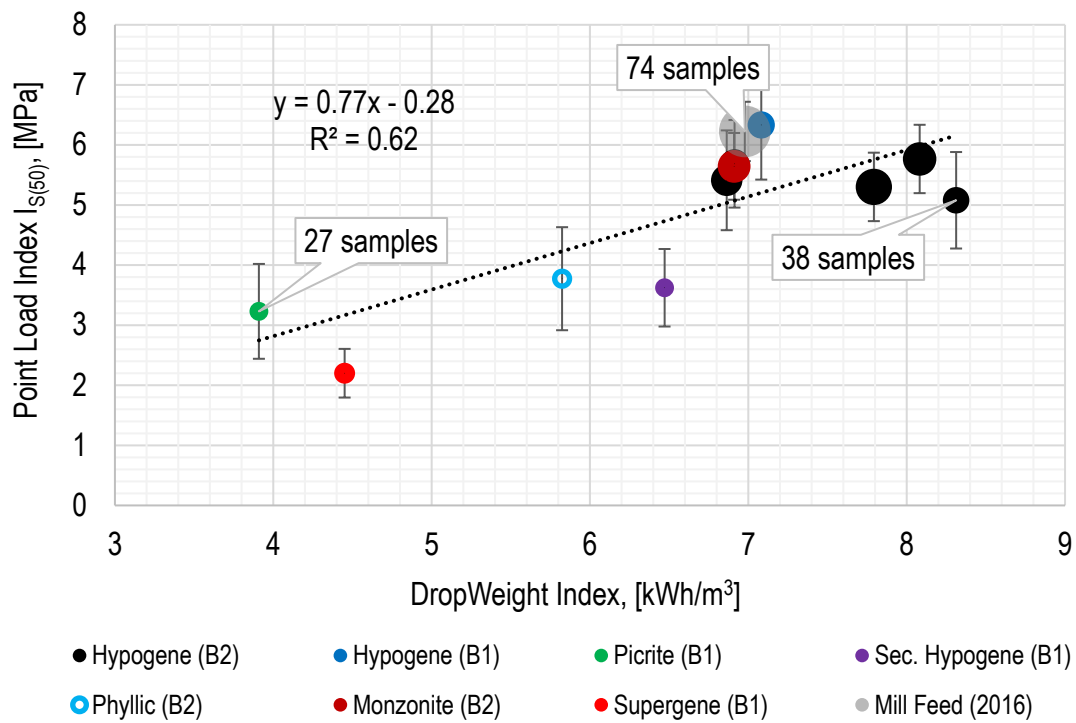 8
7
6
5
4
3
2
1
0
Point Load Index I_S(50), [MPa]
74 samples
y = 0.77x - 0.28
R² = 0.62
27 samples
38 samples
3 4 5 6 7 8 9
DropWeight Index, [kWh/m³]
Hypogene (B2) Hypogene (B1) Picrite (B1) Sec. Hypogene (B1)
Phyllic (B2) Monzonite (B2) Supergene (B1) Mill Feed (2016)